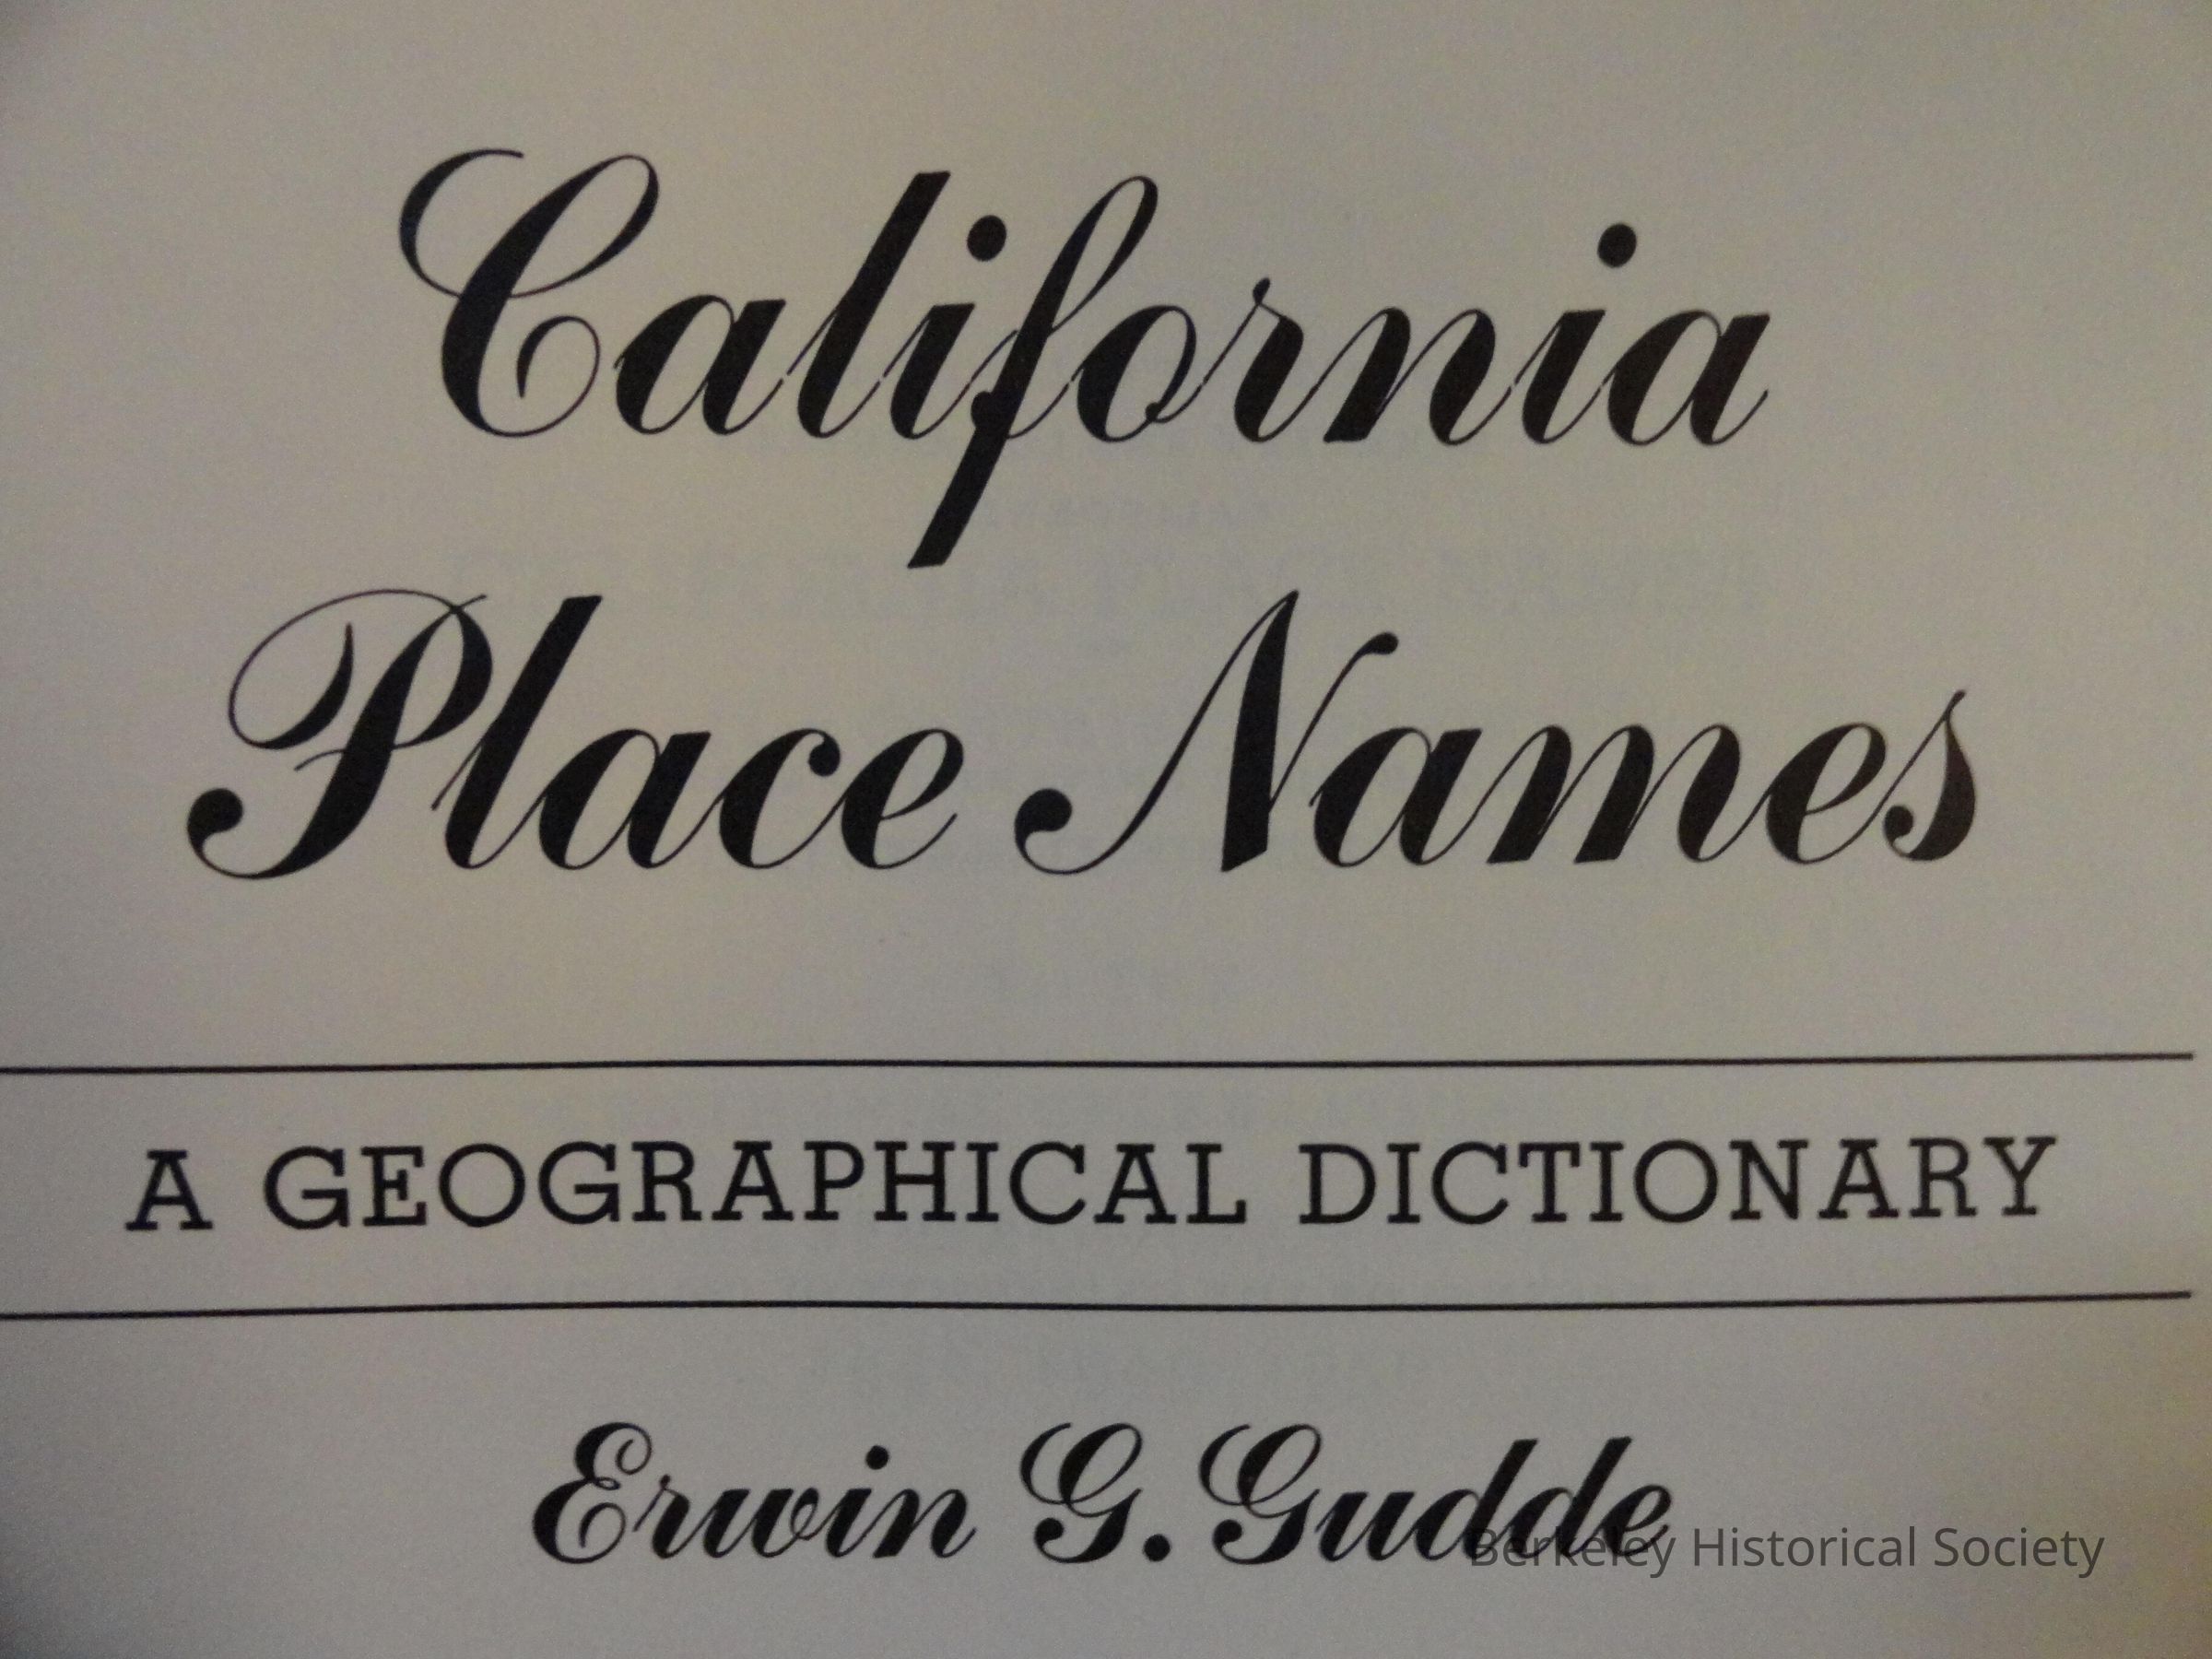 California
Place Names
A GEOGRAPHICAL DICTIONARY
Erwin G. Gudde
Berkeley Historical Society